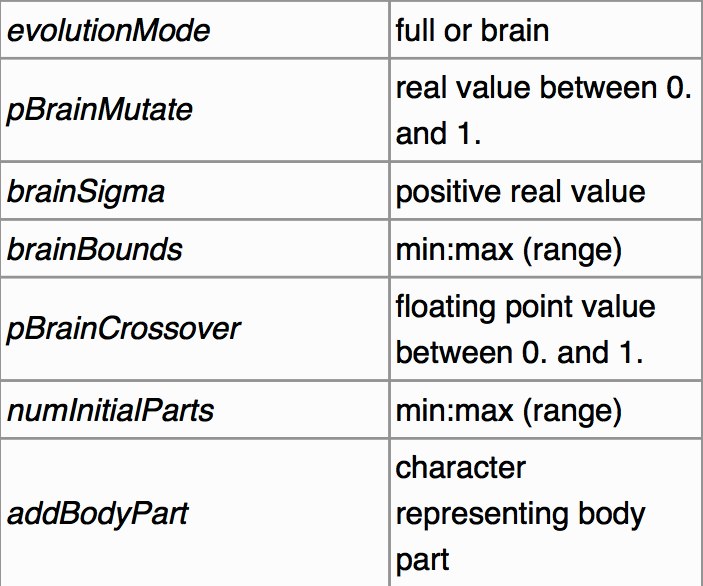 evolutionMode full or brain
pBrainMutate real value between 0.
and 1.
brainSigma positive real value
brainBounds min:max (range)
pBrainCrossover floating point value
between 0. and 1.
numInitialParts min:max (range)
addBodyPart character
representing body
part